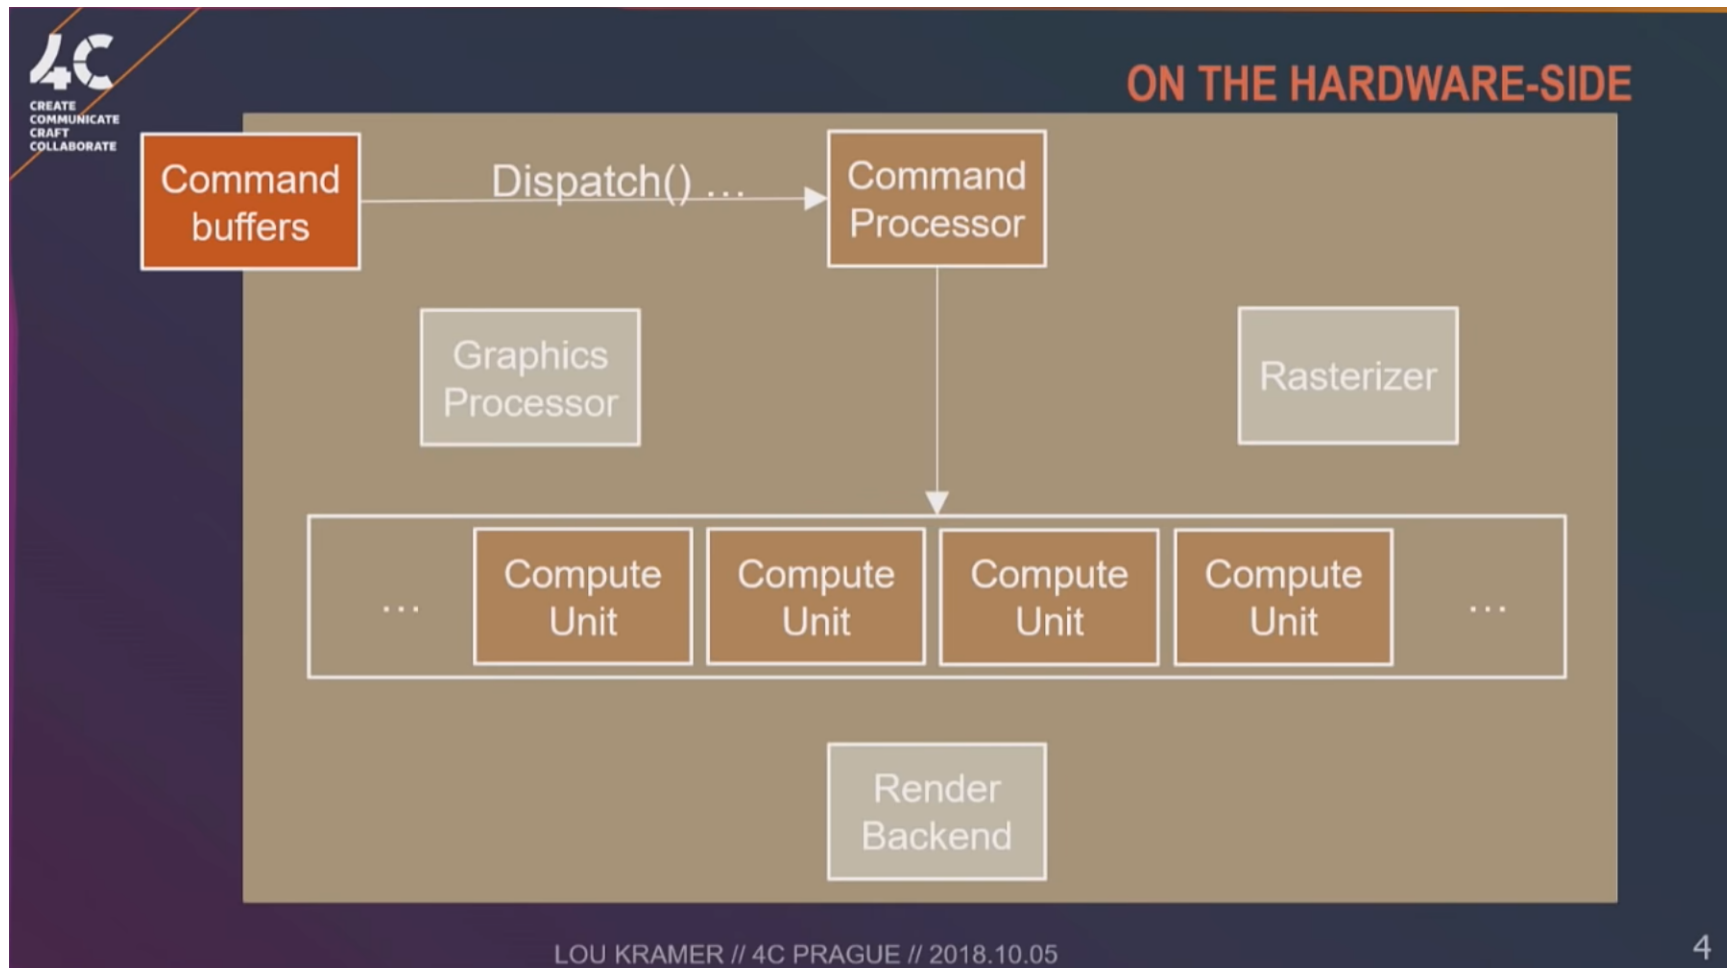 4C
CREATE
COMMUNICATE
CRAFT
COLLABORATE
ON THE HARDWARE-SIDE
Command
buffers
Dispatch() ...
Command
Processor
Graphics
Processor
Rasterizer
...
Compute
Unit
Compute
Unit
Compute
Unit
Compute
Unit
...
Render
Backend
LOU KRAMER // 4C PRAGUE // 2018.10.05
4